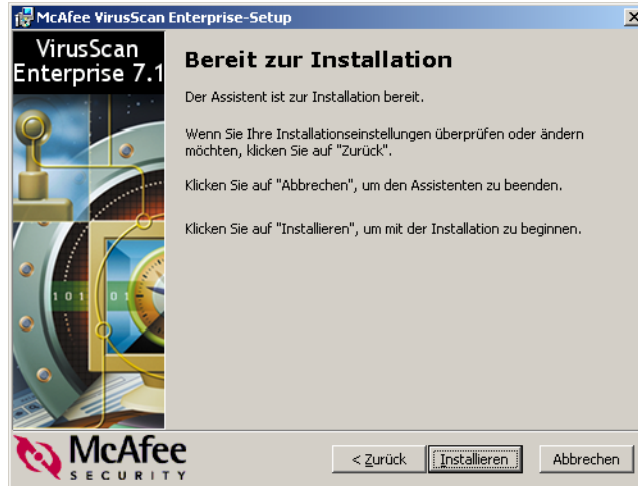 McAfee VirusScan Enterprise-Setup
VirusScan
Enterprise 7.1
Bereit zur Installation
Der Assistent ist zur Installation bereit.
Wenn Sie Ihre Installationseinstellungen überprüfen oder ändern
möchten, klicken Sie auf "Zurück".
Klicken Sie auf "Abbrechen", um den Assistenten zu beenden.
Klicken Sie auf "Installieren", um mit der Installation zu beginnen.
101 01
McAfee
SECURITY
< Zurück
Installieren
Abbrechen